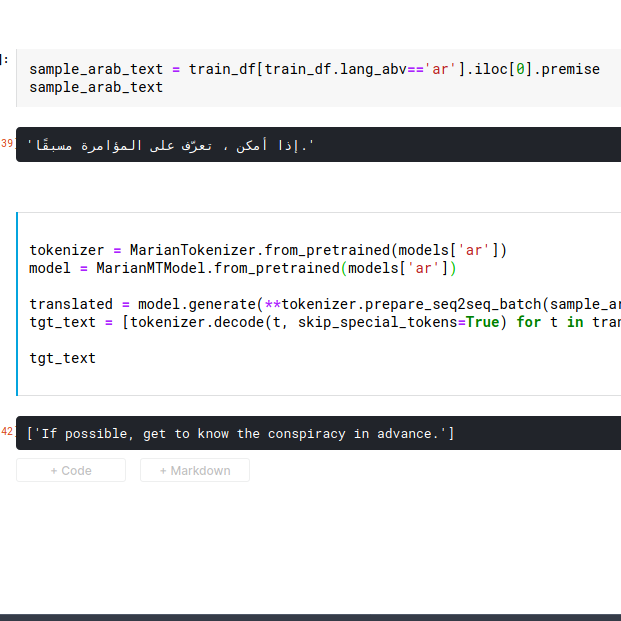 ]:
sample_arab_text = train_df[train_df.lang_abv=='ar'].iloc[0].premise
sample_arab_text
39]
'إذا أمكن ، تعرّف على المؤامرة مسبقًا.'
tokenizer = MarianTokenizer.from_pretrained(models['ar'])
model = MarianMTModel.from_pretrained(models['ar'])
translated = model.generate(**tokenizer.prepare_seq2seq_batch(sample_ar
tgt_text = [tokenizer.decode(t, skip_special_tokens=True) for t in tran
tgt_text
42]
['If possible, get to know the conspiracy in advance.']
+ Code
+ Markdown